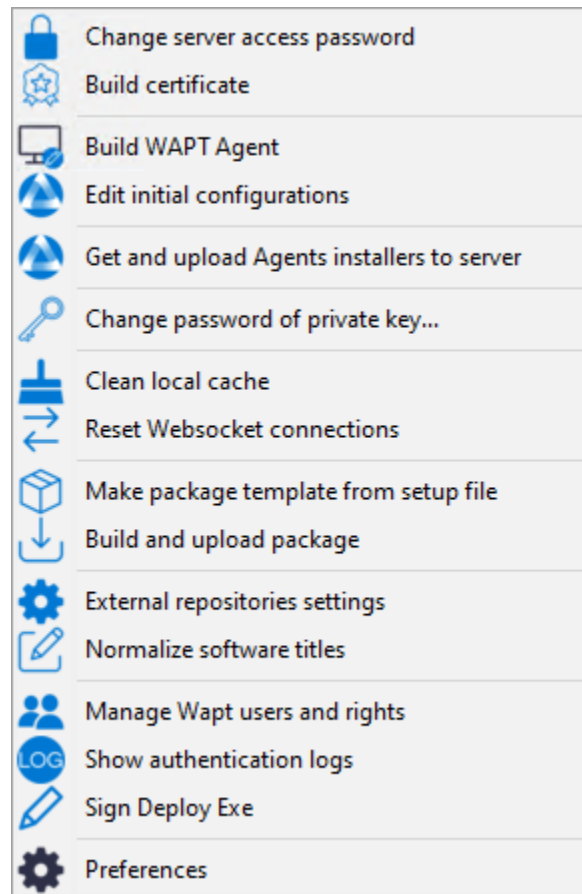 Change server access password
Build certificate
Build WAPT Agent
Edit initial configurations
Get and upload Agents installers to server
Change password of private key...
Clean local cache
Reset Websocket connections
Make package template from setup file
Build and upload package
External repositories settings
Normalize software titles
Manage Wapt users and rights
LOG Show authentication logs
Sign Deploy Exe
Preferences